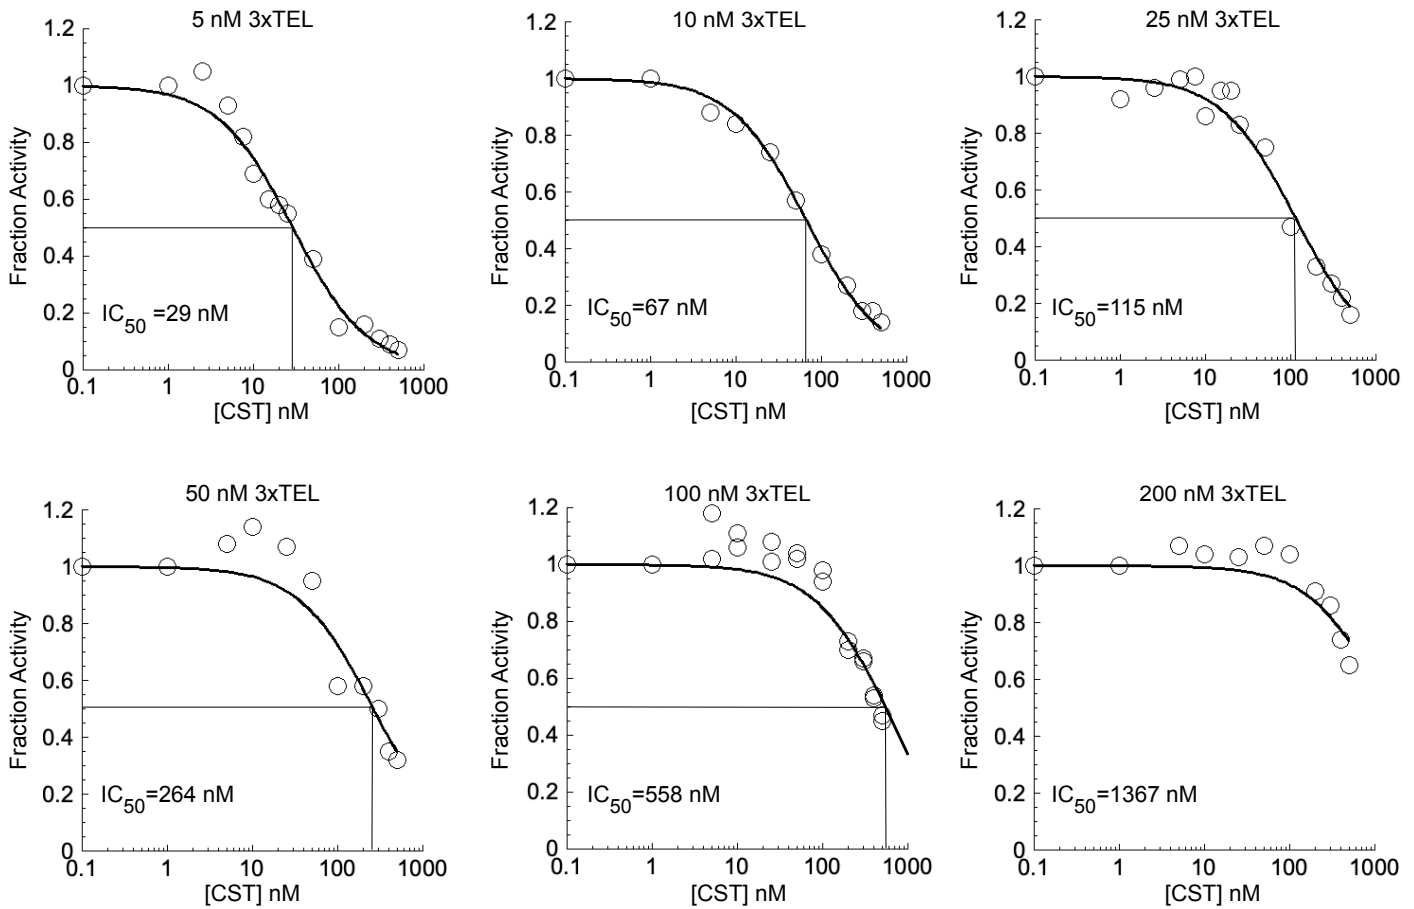 5 nM 3xTEL
1.2
1
0.8
0.6
0.4
0.2
0
Fraction Activity
IC50 =29 nM
0.1 1 10 100 1000
[CST] nM
10 nM 3xTEL
1.2
1
0.8
0.6
0.4
0.2
0
Fraction Activity
IC50=67 nM
0.1 1 10 100 1000
[CST] nM
25 nM 3xTEL
1.2
1
0.8
0.6
0.4
0.2
0
Fraction Activity
IC50=115 nM
0.1 1 10 100 1000
[CST] nM
50 nM 3xTEL
1.2
1
0.8
0.6
0.4
0.2
0
Fraction Activity
IC50=264 nM
0.1 1 10 100 1000
[CST] nM
100 nM 3xTEL
1.2
1
0.8
0.6
0.4
0.2
0
Fraction Activity
IC50=558 nM
0.1 1 10 100 1000
[CST] nM
200 nM 3xTEL
1.2
1
0.8
0.6
0.4
0.2
0
Fraction Activity
IC50=1367 nM
0.1 1 10 100 1000
[CST] nM